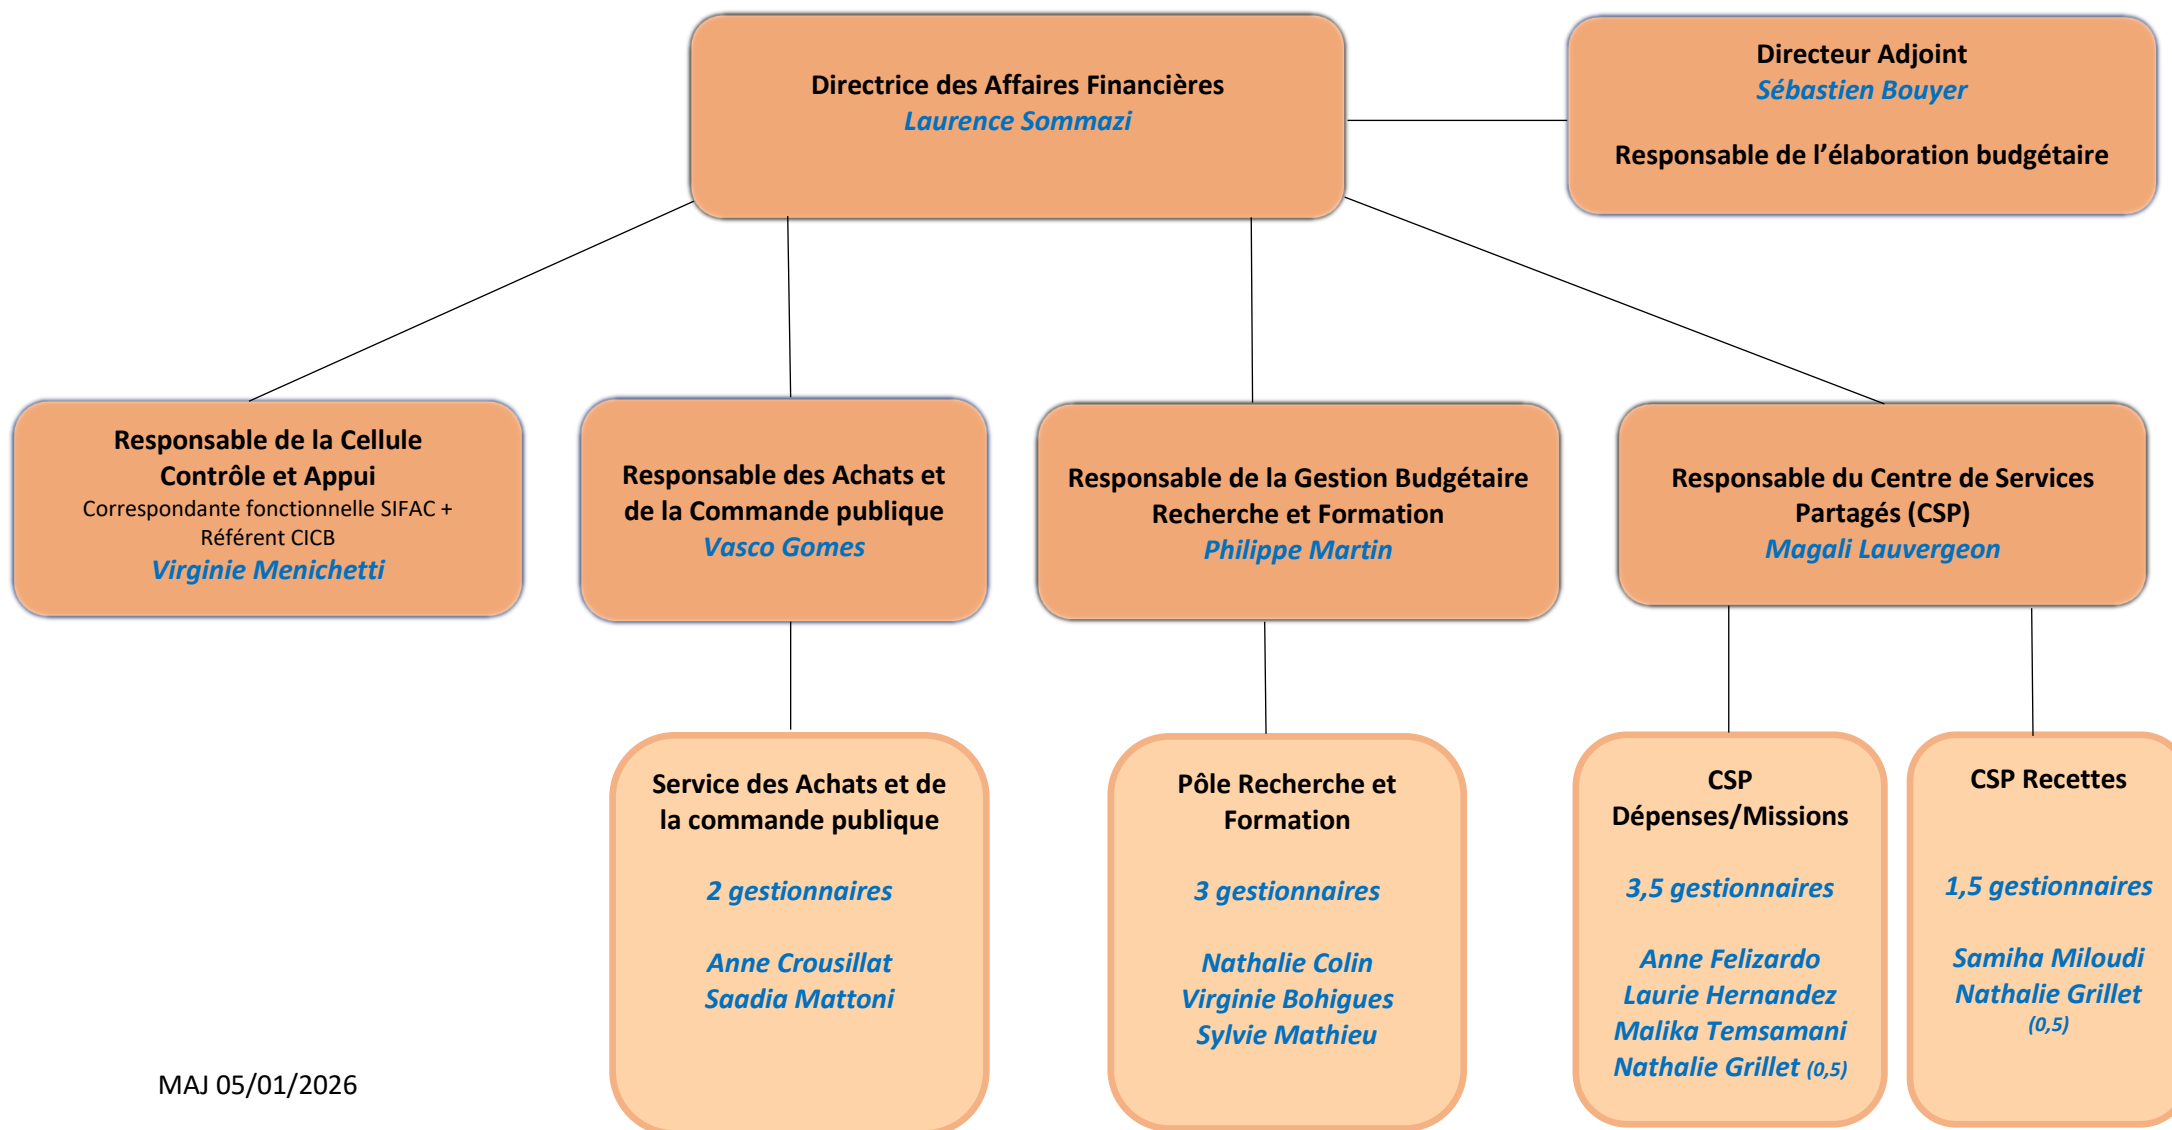 Directrice des Affaires Financières
Laurence Sommazi
Directeur Adjoint
Sébastien Bouyer
Responsable de l’élaboration budgétaire
Responsable de la Cellule
Contrôle et Appui
Correspondante fonctionnelle SIFAC +
Référent CICB
Virginie Menichetti
Responsable des Achats et
de la Commande publique
Vasco Gomes
Responsable de la Gestion Budgétaire
Recherche et Formation
Philippe Martin
Responsable du Centre de Services
Partagés (CSP)
Magali Lauvergeon
Service des Achats et de
la commande publique
2 gestionnaires
Anne Crousillat
Saadia Mattoni
Pôle Recherche et
Formation
3 gestionnaires
Nathalie Colin
Virginie Bohigues
Sylvie Mathieu
CSP
Dépenses/Missions
3,5 gestionnaires
Anne Felizardo
Laurie Hernandez
Malika Temsamani
Nathalie Grillet (0,5)
CSP Recettes
1,5 gestionnaires
Samiha Miloudi
Nathalie Grillet
(0,5)
MAJ 05/01/2026